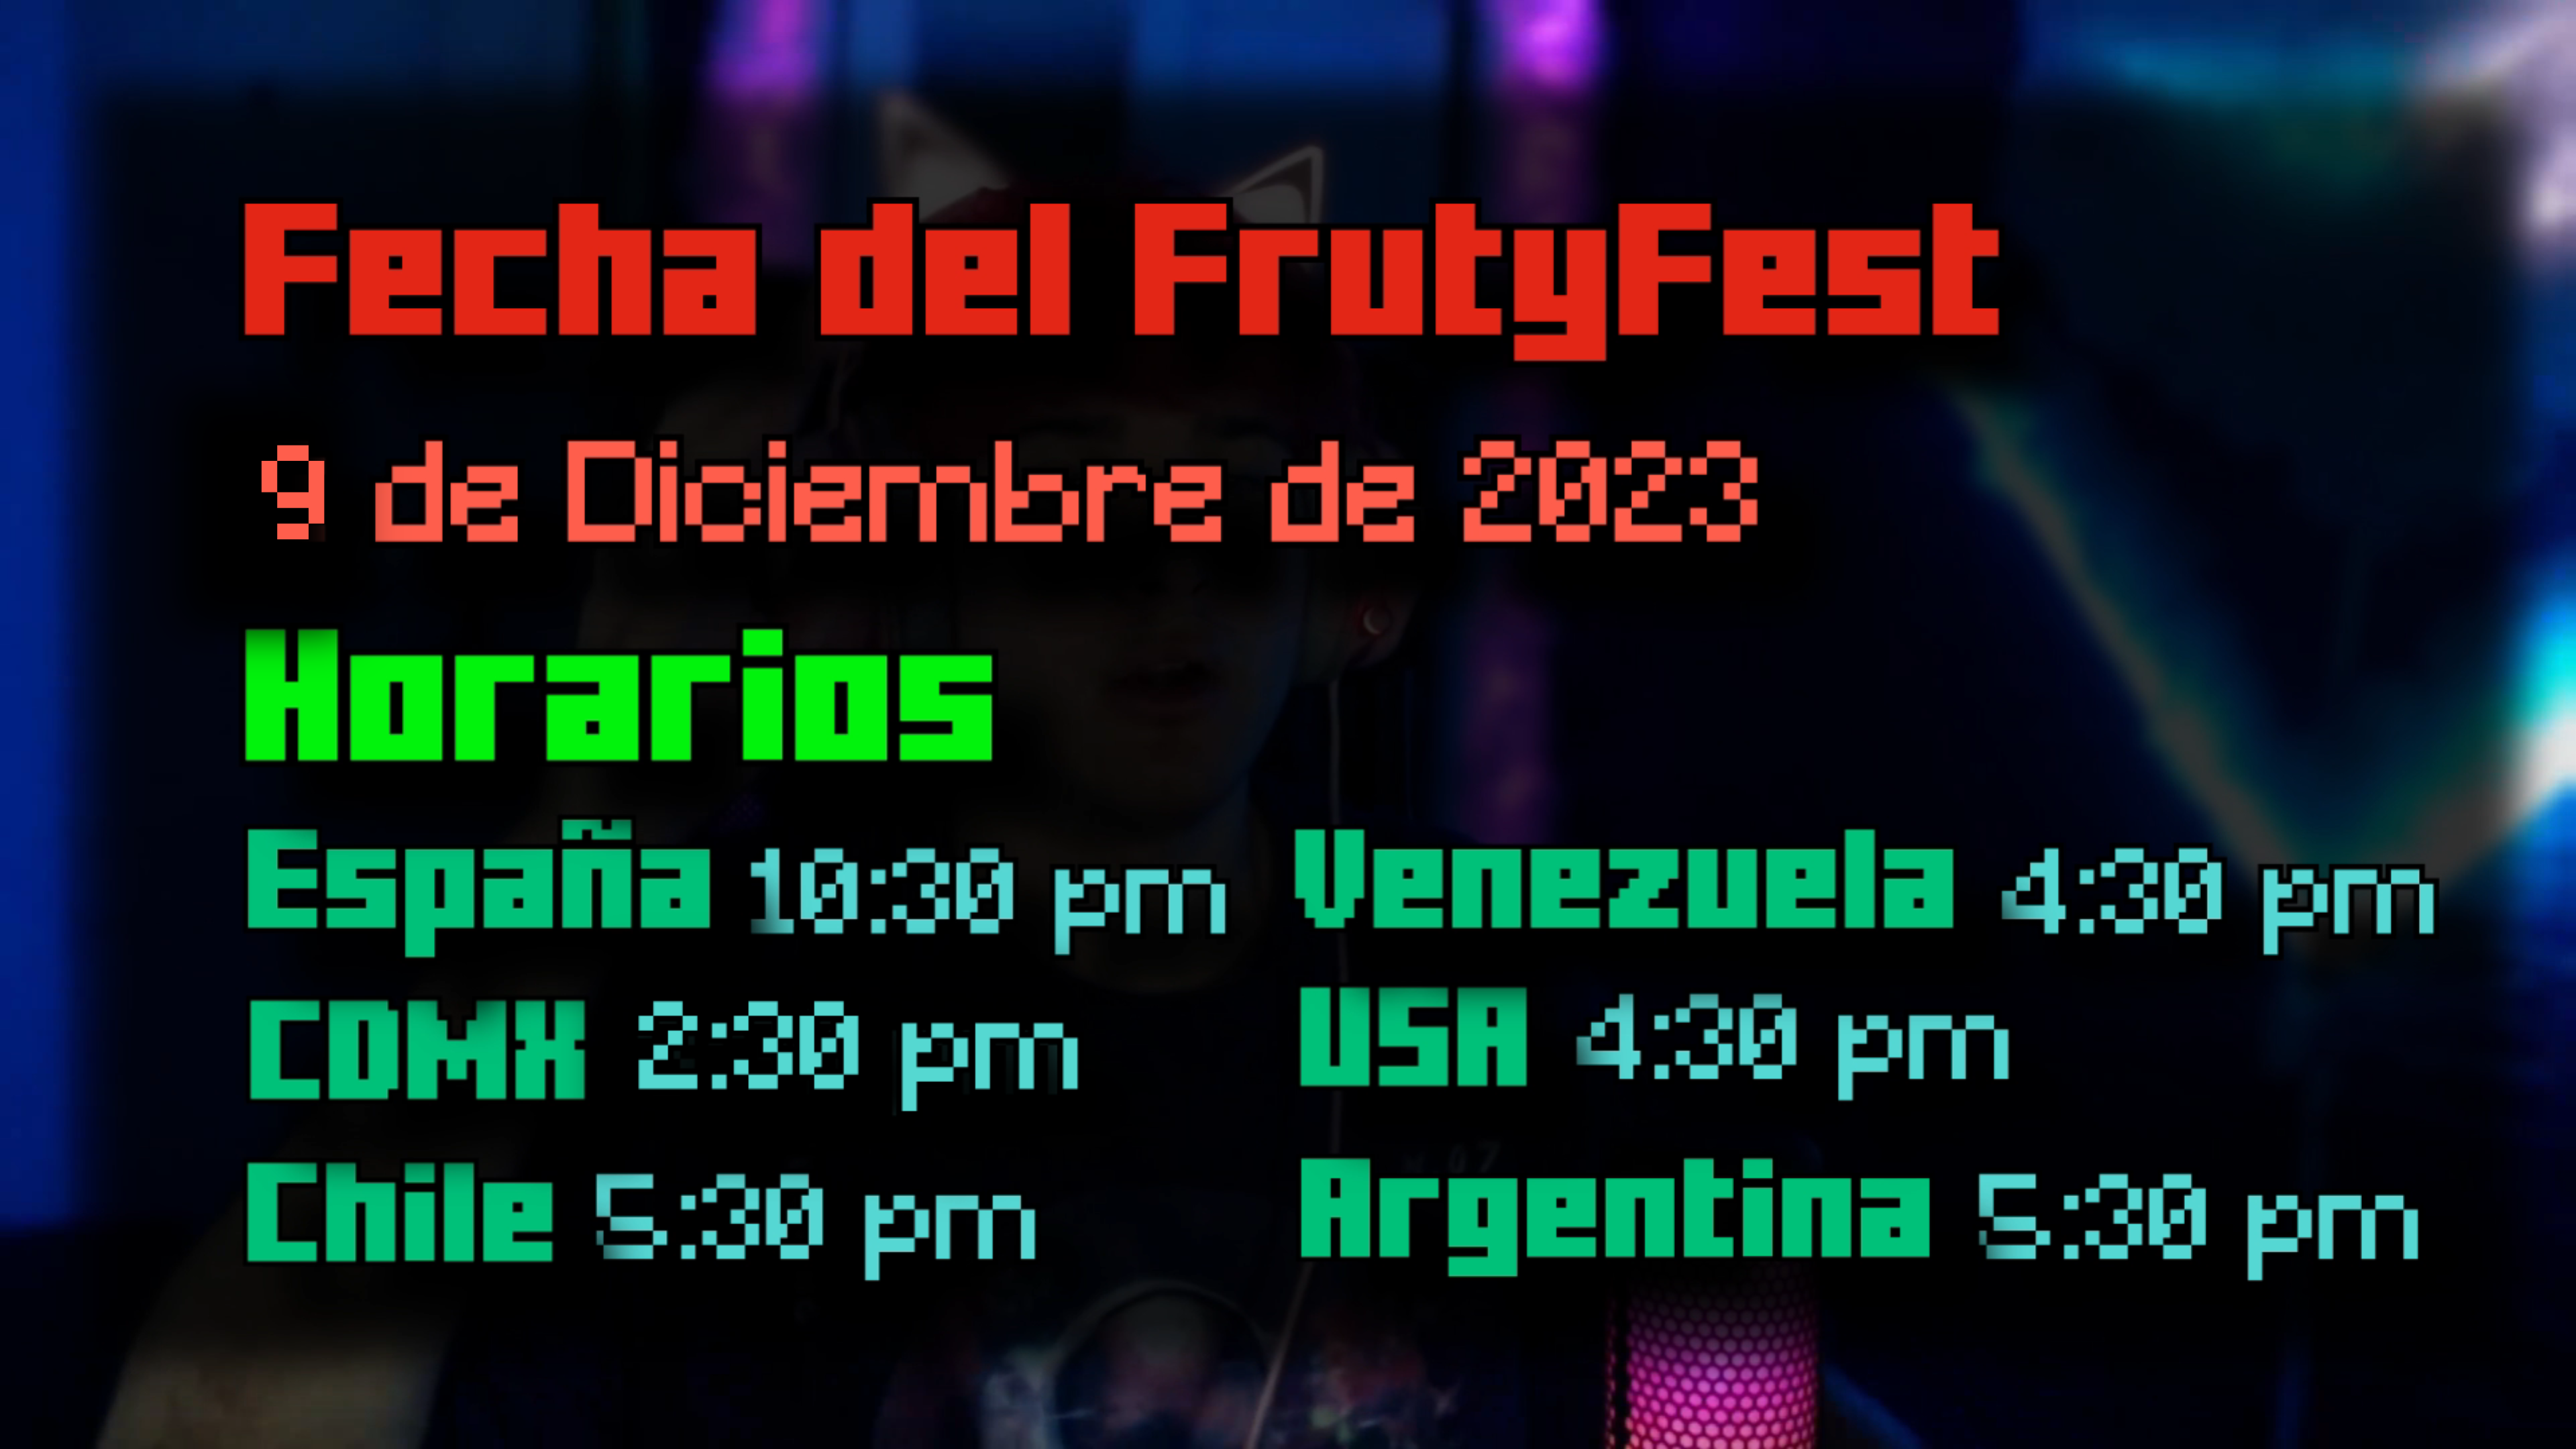 Fecha del FrutyFest
9 de Diciembre de 2023
Horarios
España 10:30 pm
Venezuela 4:30 pm
CDMX 2:30 pm
USA 4:30 pm
Chile 5:30 pm
Argentina 5:30 pm